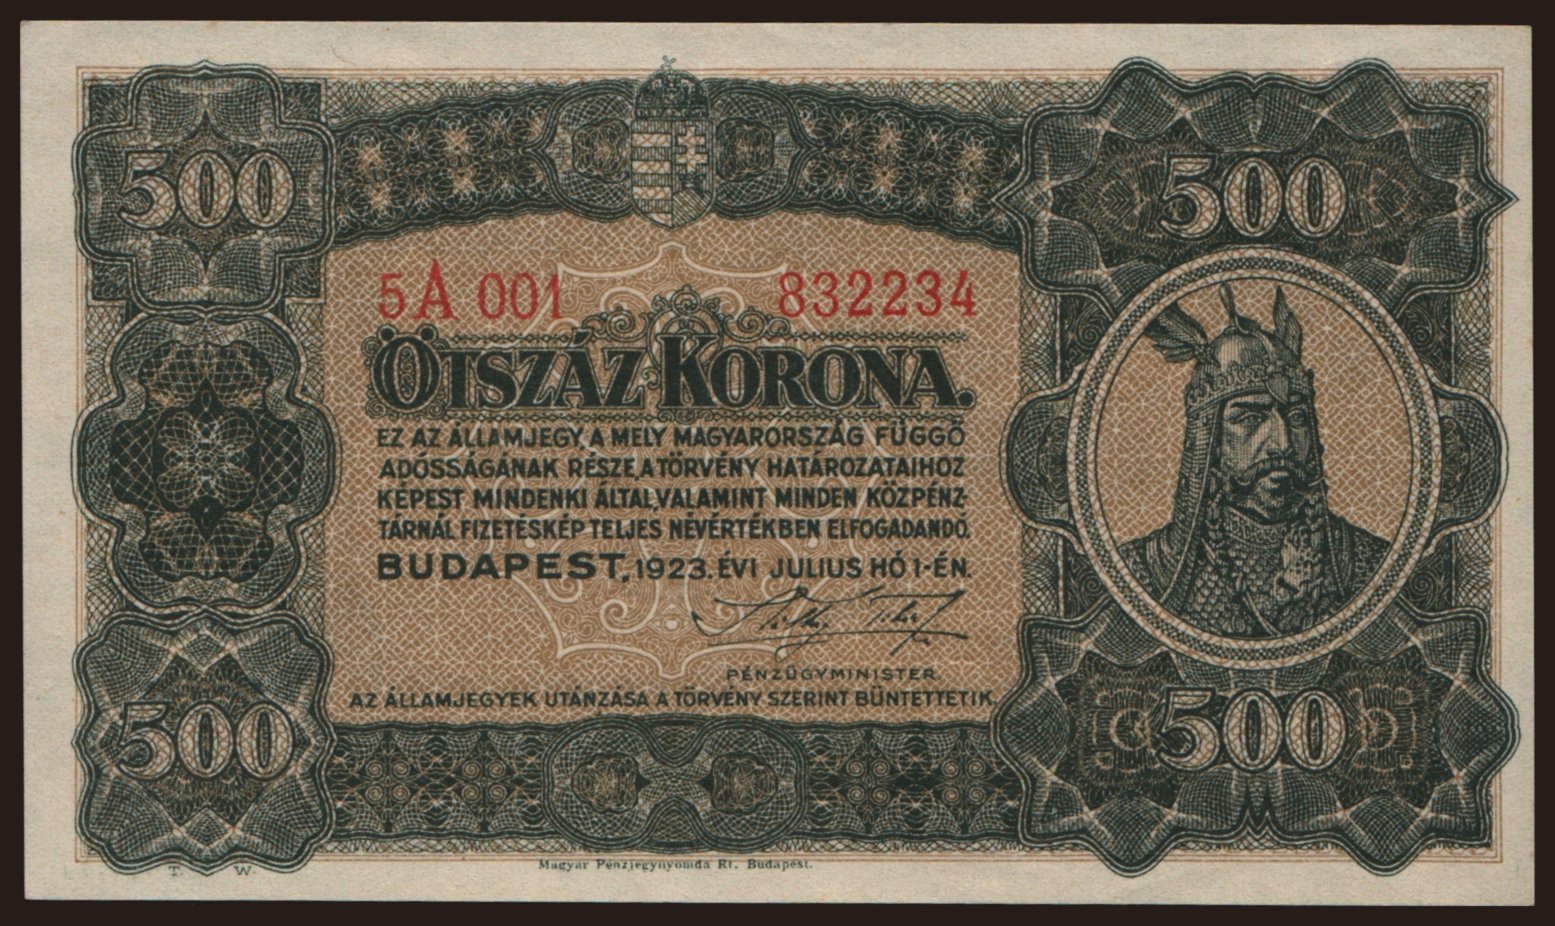 500
500
5A 001 832234
ÖTSZÁZ KORONA.
EZ AZ ÁLLAMJEGY, A MELY MAGYARORSZÁG FÜGGŐ
ADÓSSÁGÁNAK RÉSZE, A TÖRVÉNY HATÁROZATAIHOZ
KÉPEST MINDENKI ÁLTAL, VALAMINT MINDEN KÖZPÉNZ-
TÁRNÁL FIZETÉSKÉP TELJES NÉVÉRTÉKBEN ELFOGADANDÓ.
BUDAPEST, 1923. ÉVI JULIUS HÓ 1-ÉN.
PÉNZÜGYMINISTER.
AZ ÁLLAMJEGYEK UTÁNZÁSA A TÖRVÉNY SZERINT BÜNTETTETIK.
500
500
T. W.
Magyar Pénzjegynyomda Rt. Budapest.